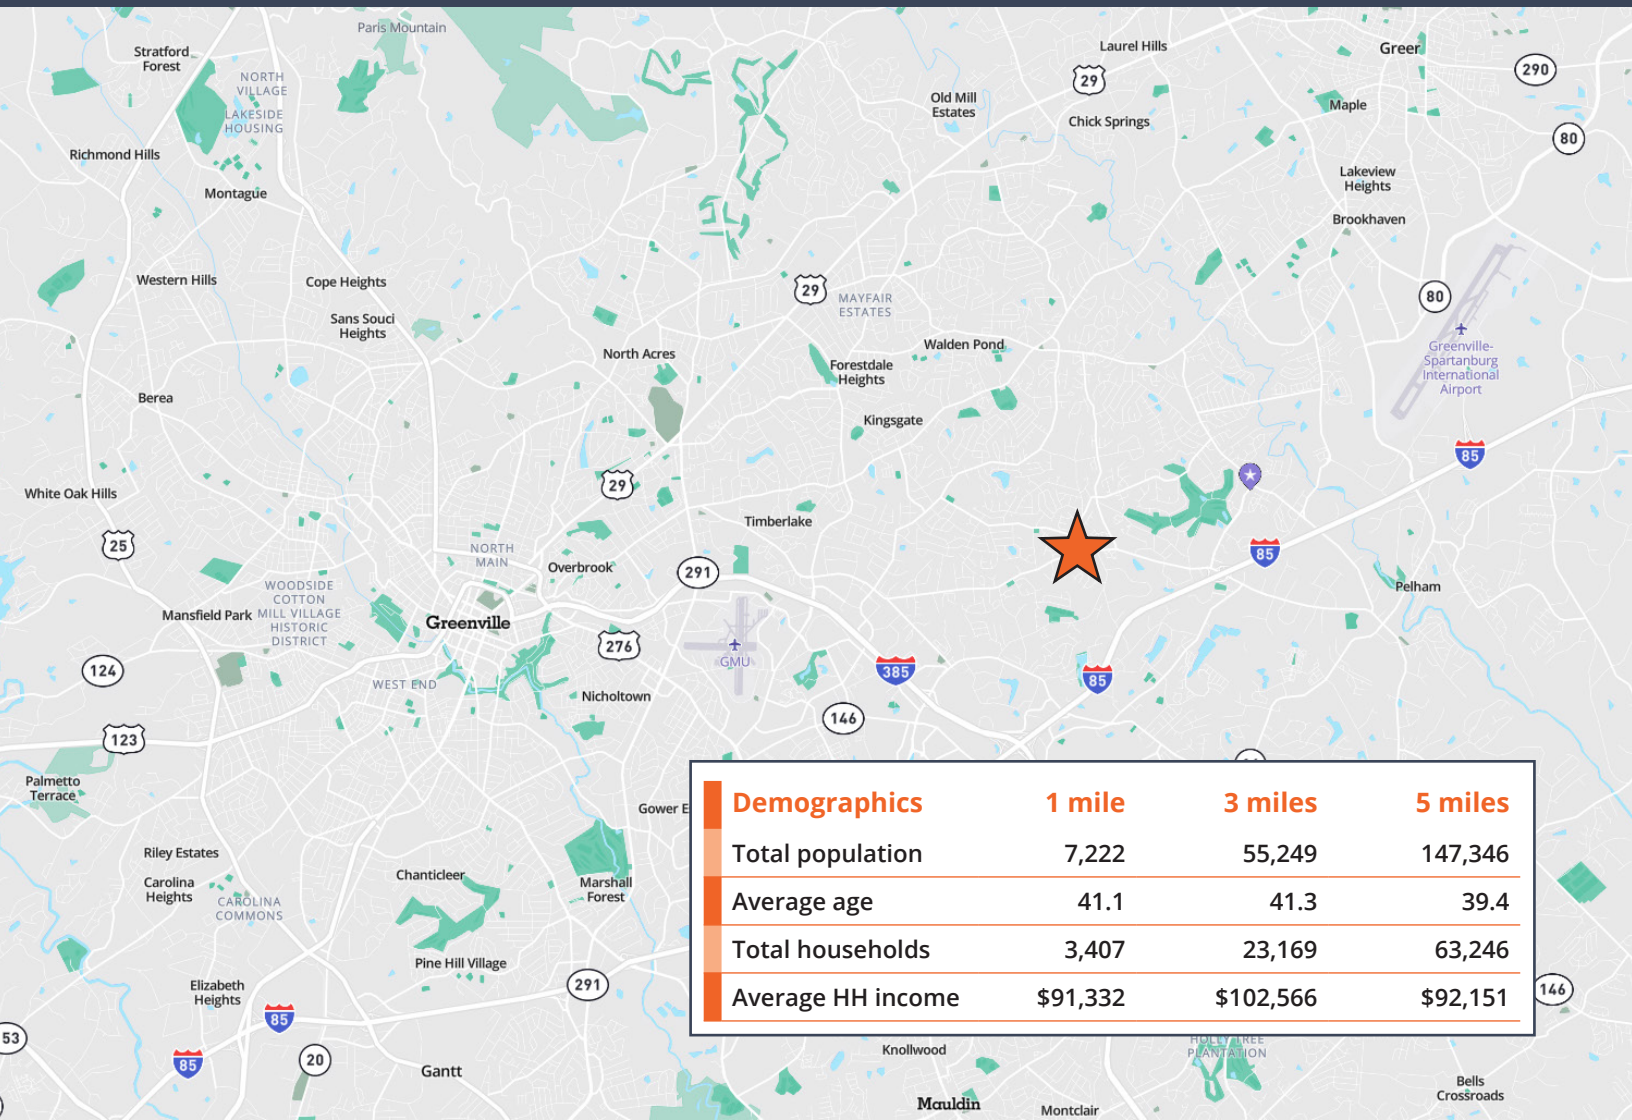 Paris Mountain
Stratford
Forest
NORTH
VILLAGE
LAKESIDE
HOUSING
Richmond Hills
Montague
Laurel Hills
29
Greer
290
Old Mill
Estates
Chick Springs
Maple
80
Lakeview
Heights
Brookhaven
Western Hills
Cope Heights
Sans Souci
Heights
29
MAYFAIR
ESTATES
80
North Acres
Walden Pond
Forestdale
Heights
Greenville-
Spartanburg
International
Airport
Berea
Kingsgate
85
White Oak Hills
29
25
Timberlake
NORTH
MAIN
Overbrook
291
85
Pelham
WOODSIDE
COTTON
MILL VILLAGE
HISTORIC
DISTRICT
Mansfield Park
Greenville
276
GMU
124
WEST END
Nicholtown
385
85
146
123
Palmetto
Terrace
Gower E
Riley Estates
Carolina
Heights
CAROLINA
COMMONS
Chanticleer
Marshall
Forest
Pine Hill Village
Elizabeth
Heights
291
85
53
85
20
Gantt
Demographics 1 mile 3 miles 5 miles
Total population 7,222 55,249 147,346
Average age 41.1 41.3 39.4
Total households 3,407 23,169 63,246
Average HH income $91,332 $102,566 $92,151
146
HOLLY TREE
PLANTATION
Knollwood
Mauldin
Montclair
Bells
Crossroads